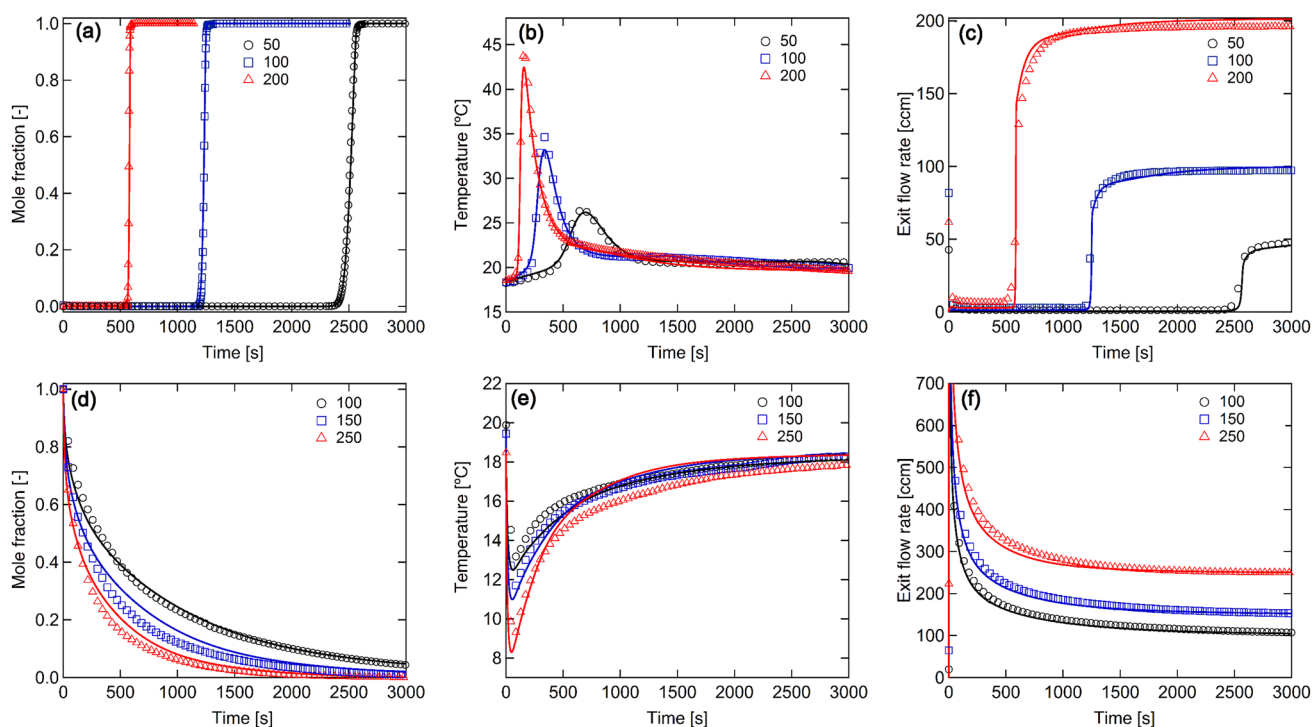 (a)
50
100
200
Mole fraction [-]
1.0
0.8
0.6
0.4
0.2
0.0
0 500 1000 1500 2000 2500 3000
Time [s]
(b)
50
100
200
Temperature [ºC]
45
40
35
30
25
20
15
0 500 1000 1500 2000 2500 3000
Time [s]
(c)
50
100
200
Exit flow rate [ccm]
200
150
100
50
0
0 500 1000 1500 2000 2500 3000
Time [s]
(d)
100
150
250
Mole fraction [-]
1.0
0.8
0.6
0.4
0.2
0.0
0 500 1000 1500 2000 2500 3000
Time [s]
(e)
100
150
250
Temperature [ºC]
22
20
18
16
14
12
10
8
0 500 1000 1500 2000 2500 3000
Time [s]
(f)
100
150
250
Exit flow rate [ccm]
700
600
500
400
300
200
100
0
0 500 1000 1500 2000 2500 3000
Time [s]